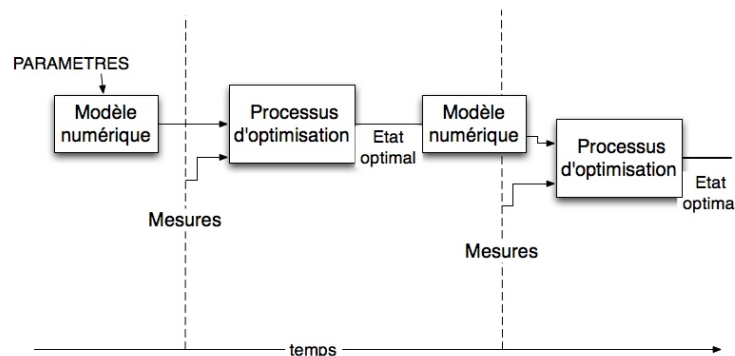 PARAMETRES
Modèle
numérique
Processus
d'optimisation
Etat
optimal
Mesures
Modèle
numérique
Processus
d'optimisation
Etat
optima
Mesures
temps